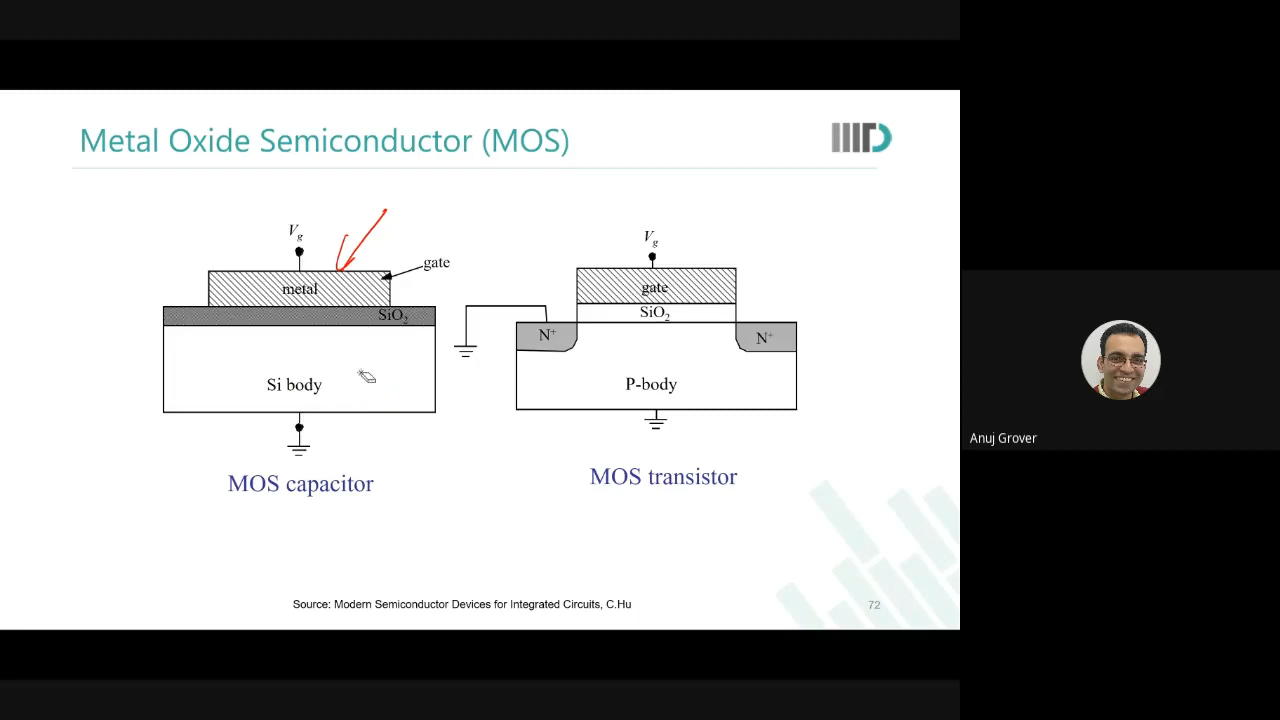 Metal Oxide Semiconductor (MOS)
IIITD
Vg
gate
metal
SiO2
Si body
MOS capacitor
Vg
gate
SiO2
N+
N+
P-body
MOS transistor
Source: Modern Semiconductor Devices for Integrated Circuits, C.Hu
72
Anuj Grover